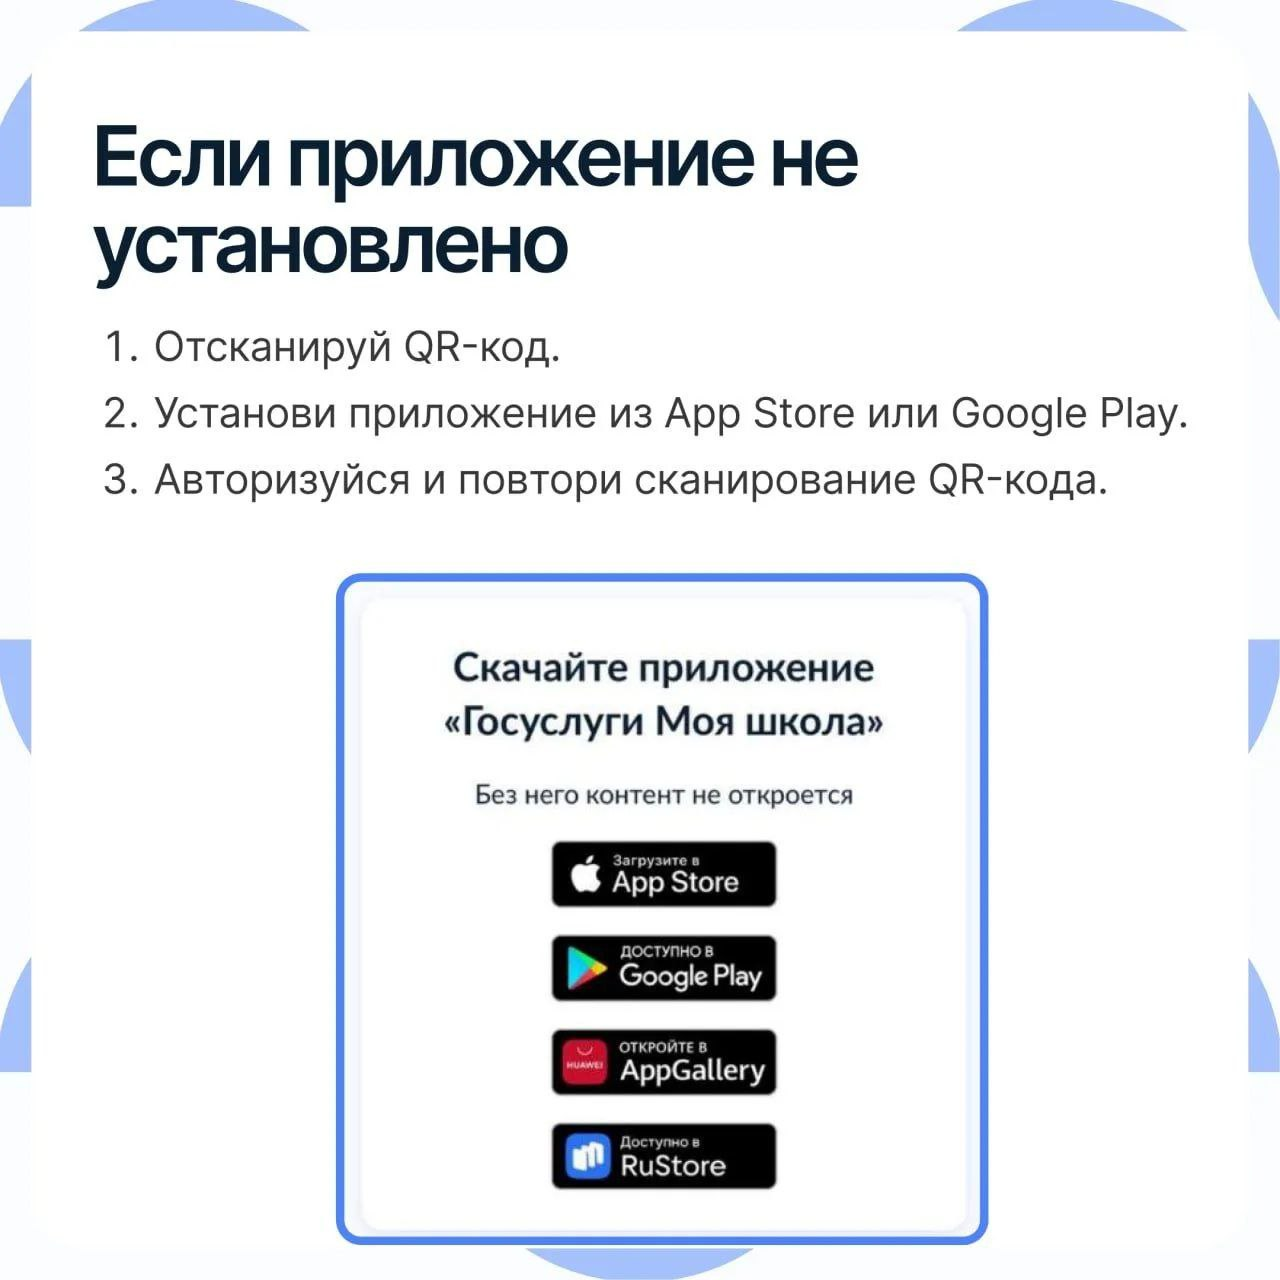 Если приложение не
установлено
1. Отсканируй QR-код.
2. Установи приложение из App Store или Google Play.
3. Авторизуйся и повтори сканирование QR-кода.
Скачайте приложение
«Госуслуги Моя школа»
Без него контент не откроется
Загрузите в
App Store
ДОСТУПНО В
Google Play
HUAWEI
ОТКРОЙТЕ В
AppGallery
Доступно в
RuStore